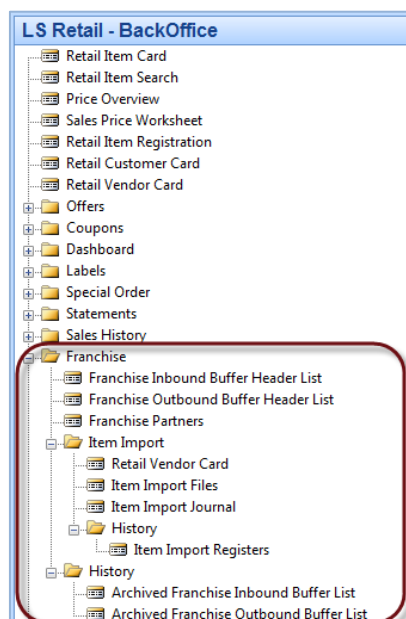 LS Retail - BackOffice
Retail Item Card
Retail Item Search
Price Overview
Sales Price Worksheet
Retail Item Registration
Retail Customer Card
Retail Vendor Card
Offers
Coupons
Dashboard
Labels
Special Order
Statements
Sales History
Franchise
Franchise Inbound Buffer Header List
Franchise Outbound Buffer Header List
Franchise Partners
Item Import
Retail Vendor Card
Item Import Files
Item Import Journal
History
Item Import Registers
History
Archived Franchise Inbound Buffer List
Archived Franchise Outbound Buffer List